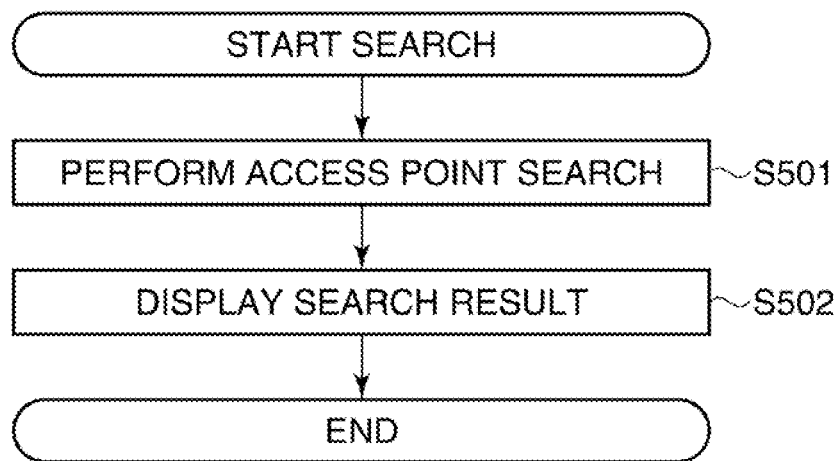 START SEARCH
PERFORM ACCESS POINT SEARCH
S501
DISPLAY SEARCH RESULT
S502
END